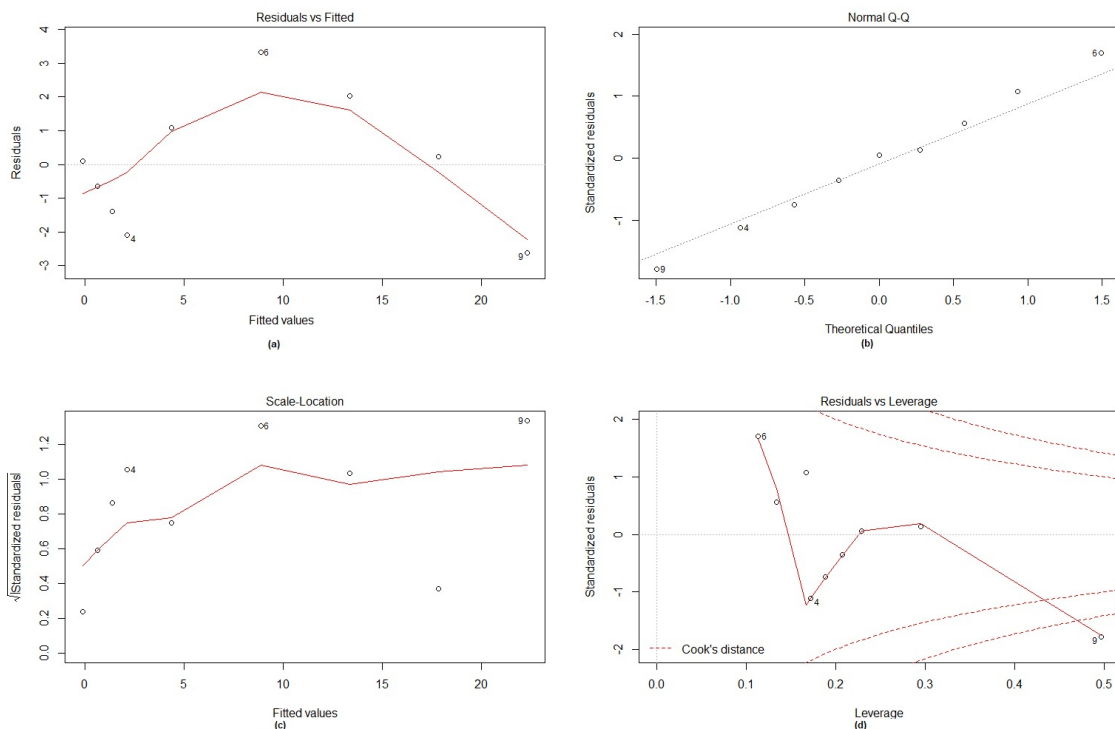 Residuals vs Fitted
Residuals
4
3
2
1
0
-1
-2
-3
6
4
9
0 5 10 15 20
Fitted values
(a)
Normal Q-Q
Standardized residuals
2
1
0
-1
6
4
9
-1.5 -1.0 -0.5 0.0 0.5 1.0 1.5
Theoretical Quantiles
(b)
Scale-Location
√|Standardized residuals|
1.2
1.0
0.8
0.6
0.4
0.2
0.0
6
9
4
0 5 10 15 20
Fitted values
(c)
Residuals vs Leverage
Standardized residuals
2
1
0
-1
-2
6
4
9
Cook's distance
0.0 0.1 0.2 0.3 0.4 0.5
Leverage
(d)